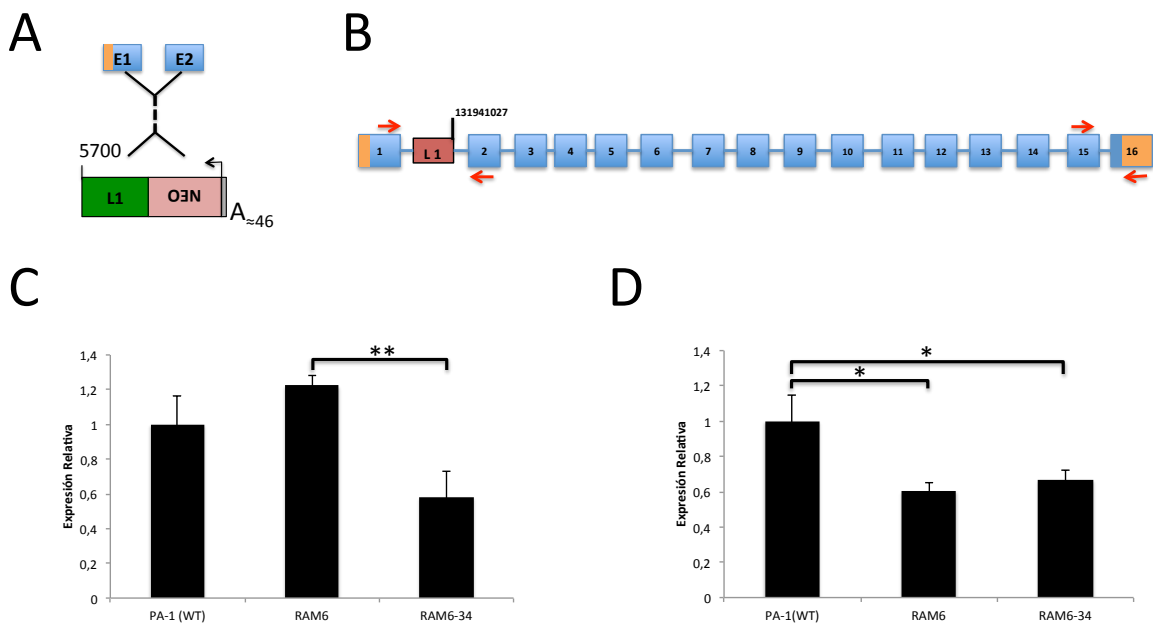 A
E1 E2
5700
L1 NEO
A≈46
B
131941027
1 L 1 2 3 4 5 6 7 8 9 10 11 12 13 14 15 16
C
Expresión Relativa
1,4
1,2
1
0,8
0,6
0,4
0,2
0
**
PA-1 (WT) RAM6 RAM6-34
D
Expresión Relativa
1,4
1,2
1
0,8
0,6
0,4
0,2
0
*
*
PA-1(WT) RAM6 RAM6-34